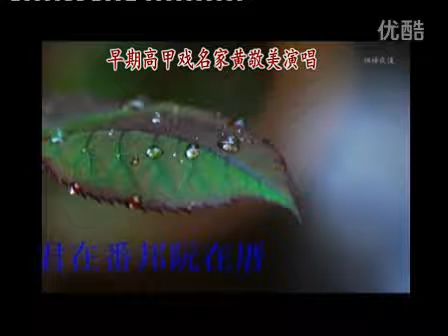 优酷
早期高甲戏名家黄敬美演唱
君在番邦阮在厝